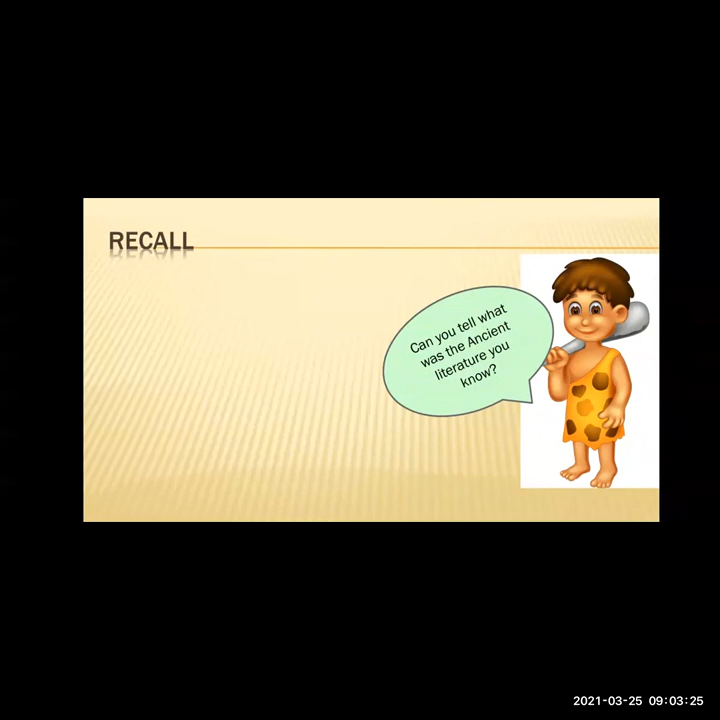 RECALL
Can you tell what
was the Ancient
literature you
know?
2021-03-25 09:03:25